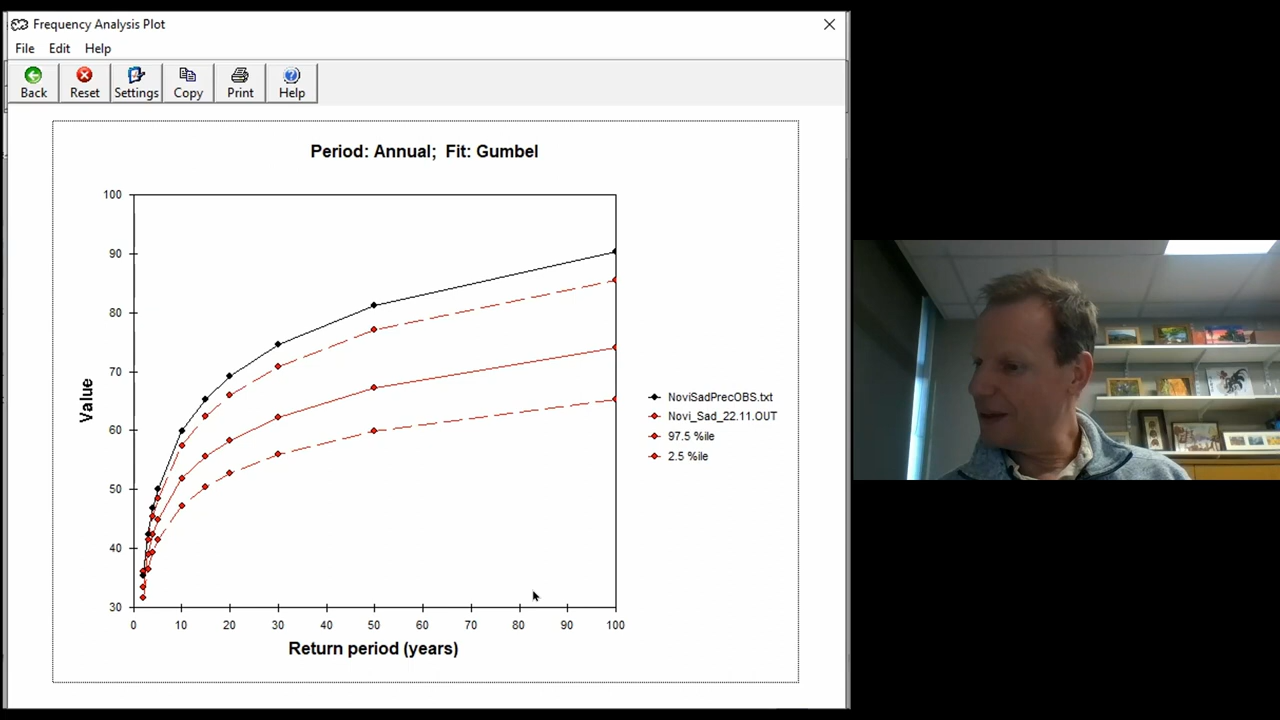 Frequency Analysis Plot
File Edit Help
Back Reset Settings Copy Print Help
Period: Annual; Fit: Gumbel
100
90
80
70
60
50
40
30
Value
0 10 20 30 40 50 60 70 80 90 100
Return period (years)
NoviSadPrecOBS.txt
Novi_Sad_22.11.OUT
97.5 %ile
2.5 %ile